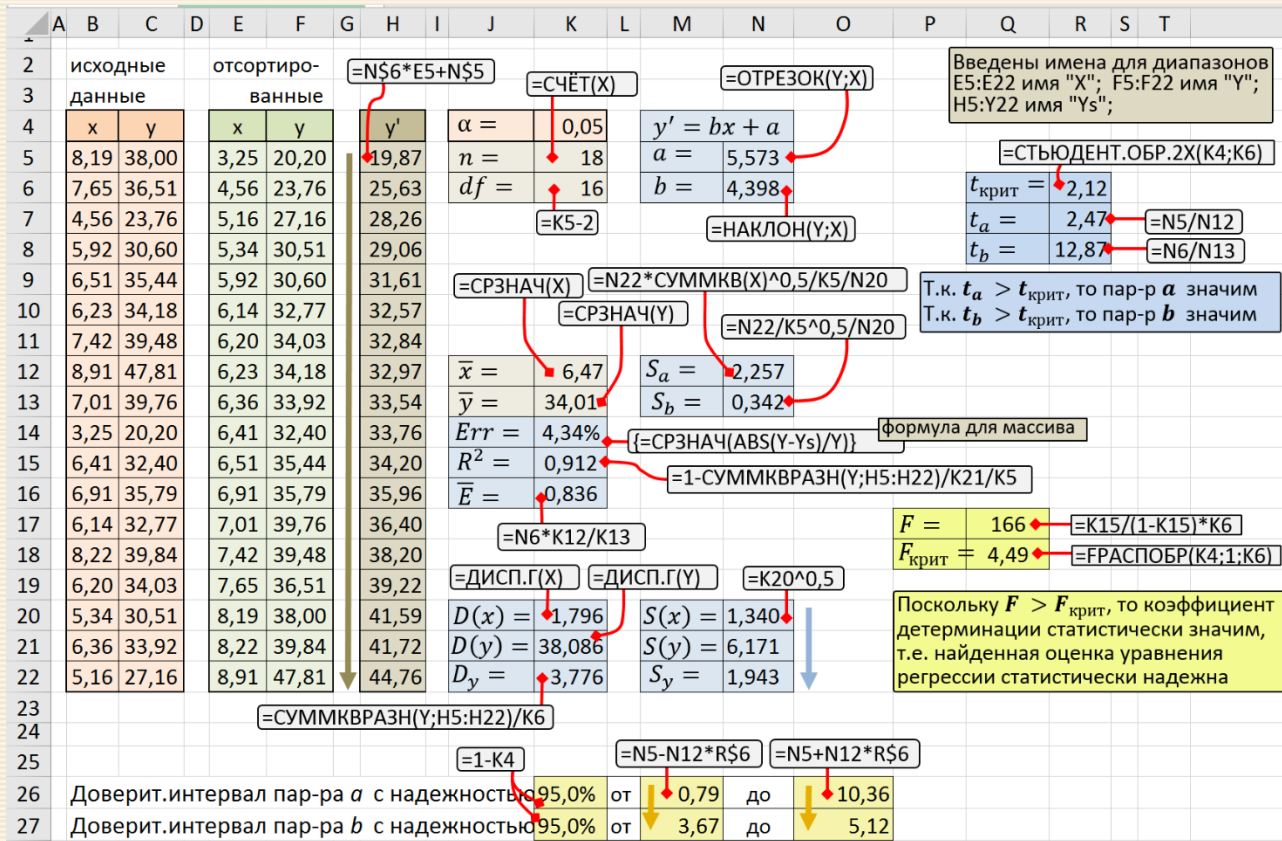 A B C D E F G H I J K L M N O P Q R S T
1
2 исходные отсортиро- =N$6*E5+N$5 =СЧЁТ(X) =ОТРЕЗОК(Y;X) Введены имена для диапазонов
3 данные ванные E5:E22 имя "X"; F5:F22 имя "Y";
H5:Y22 имя "Ys";
4 x y x y y' α = 0,05 y' = bx + a
5 8,19 38,00 3,25 20,20 19,87 n = 18 a = 5,573 =СТЬЮДЕНТ.ОБР.2Х(K4;K6)
6 7,65 36,51 4,56 23,76 25,63 df = 16 b = 4,398 tкрит = 2,12
7 4,56 23,76 5,16 27,16 28,26 =K5-2 =НАКЛОН(Y;X) ta = 2,47 =N5/N12
8 5,92 30,60 5,34 30,51 29,06 tb = 12,87 =N6/N13
9 6,51 35,44 5,92 30,60 31,61 =СРЗНАЧ(X) =N22*СУММКВ(X)^0,5/K5/N20 Т.к. ta > tкрит, то пар-р a значим
10 6,23 34,18 6,14 32,77 32,57 =СРЗНАЧ(Y) Т.к. tb > tкрит, то пар-р b значим
11 7,42 39,48 6,20 34,03 32,84 =N22/K5^0,5/N20
12 8,91 47,81 6,23 34,18 32,97 x̅ = 6,47 Sa = 2,257
13 7,01 39,76 6,36 33,92 33,54 y̅ = 34,01 Sb = 0,342
14 3,25 20,20 6,41 32,40 33,76 Err = 4,34% {=СРЗНАЧ(ABS(Y-Ys)/Y)} формула для массива
15 6,41 32,40 6,51 35,44 34,20 R² = 0,912 =1-СУММКВРАЗН(Y;H5:H22)/K21/K5
16 6,91 35,79 6,91 35,79 35,96 E̅ = 0,836
17 6,14 32,77 7,01 39,76 36,40 =N6*K12/K13 F = 166 =K15/(1-K15)*K6
18 8,22 39,84 7,42 39,48 38,20 Fкрит = 4,49 =FРАСПОБР(K4;1;K6)
19 6,20 34,03 7,65 36,51 39,22 =ДИСП.Г(X) =ДИСП.Г(Y) =K20^0,5
20 5,34 30,51 8,19 38,00 41,59 D(x) = 1,796 S(x) = 1,340 Поскольку F > Fкрит, то коэффициент
21 6,36 33,92 8,22 39,84 41,72 D(y) = 38,086 S(y) = 6,171 детерминации статистически значим,
т.е. найденная оценка уравнения
22 5,16 27,16 8,91 47,81 44,76 Dy = 3,776 Sy = 1,943 регрессии статистически надежна
23 =СУММКВРАЗН(Y;H5:H22)/K6
24
25 =1-K4 =N5-N12*R$6 =N5+N12*R$6
26 Доверит.интервал пар-ра a с надежностью 95,0% от 0,79 до 10,36
27 Доверит.интервал пар-ра b с надежностью 95,0% от 3,67 до 5,12